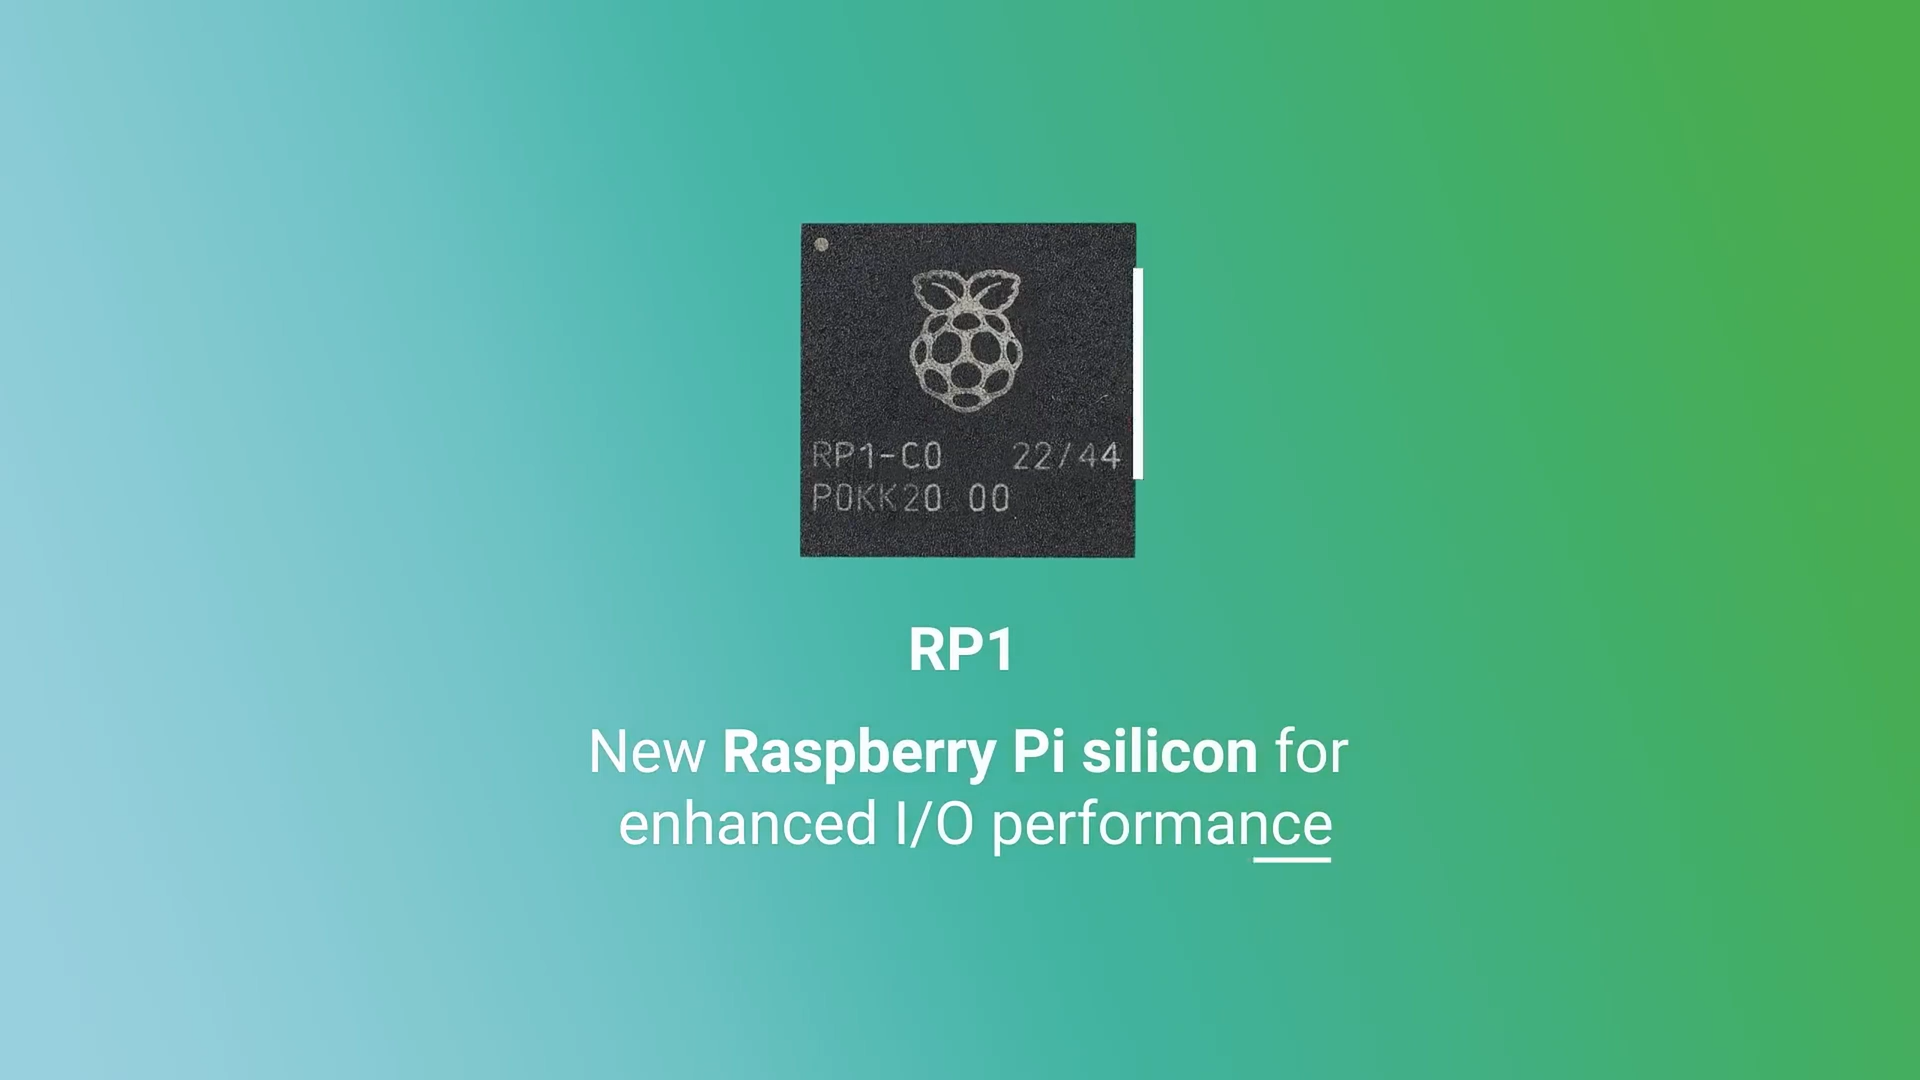 RP1-C0 22/44
P0KK20 00
RP1
New Raspberry Pi silicon for
enhanced I/O performance